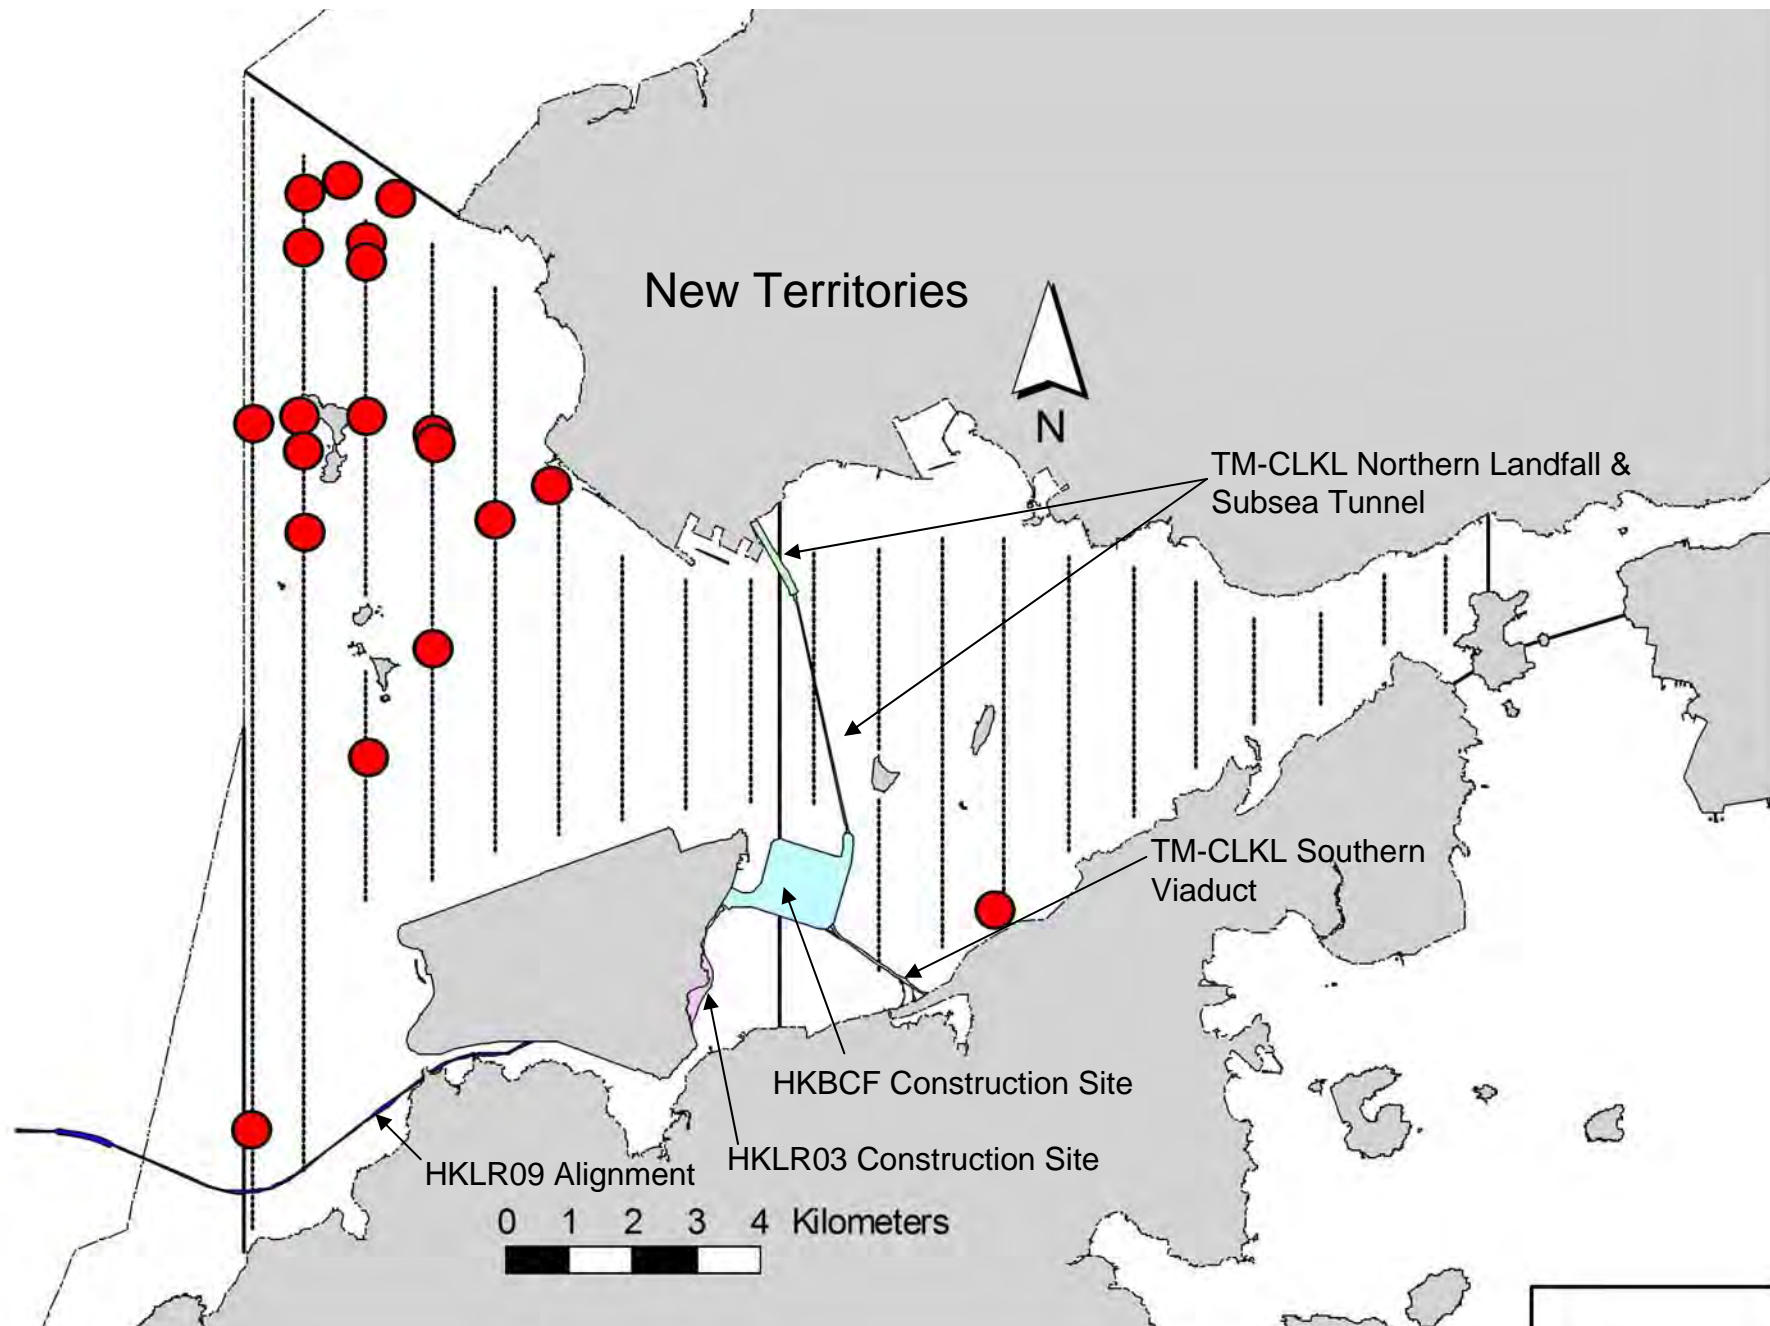 New Territories
N
TM-CLKL Northern Landfall &
Subsea Tunnel
TM-CLKL Southern
Viaduct
HKBCF Construction Site
HKLR03 Construction Site
HKLR09 Alignment
0 1 2 3 4 Kilometers